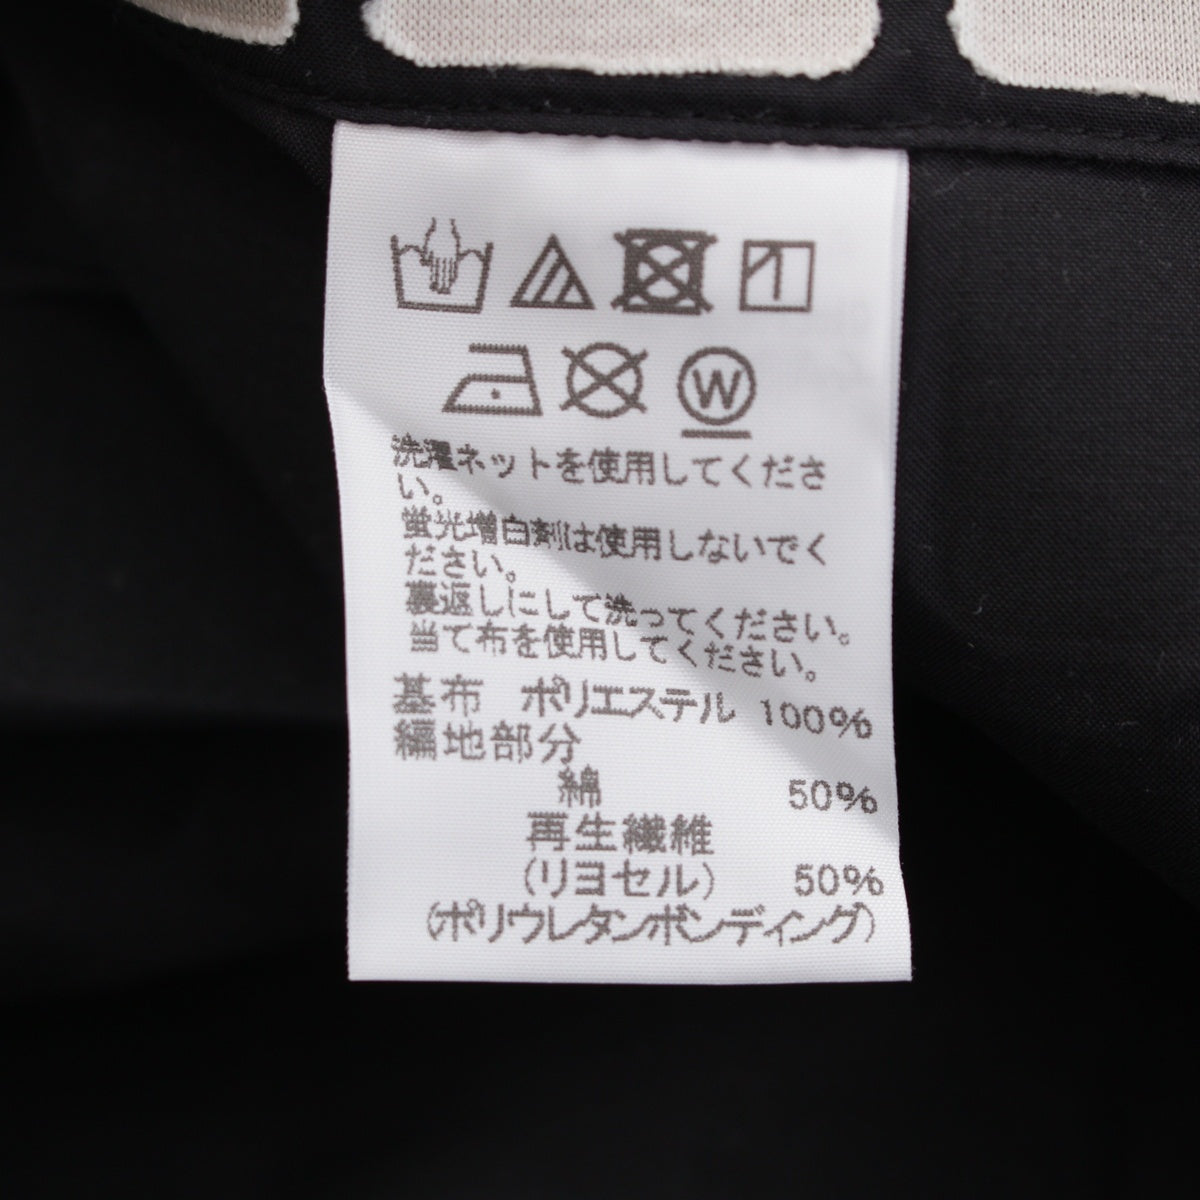 W
洗濯ネットを使用してくださ
い。
蛍光増白剤は使用しないでく
ださい。
裏返しにして洗ってください。
当て布を使用してください。
基布 ポリエステル 100%
編地部分
綿 50%
再生繊維
(リヨセル) 50%
(ポリウレタンボンディング)